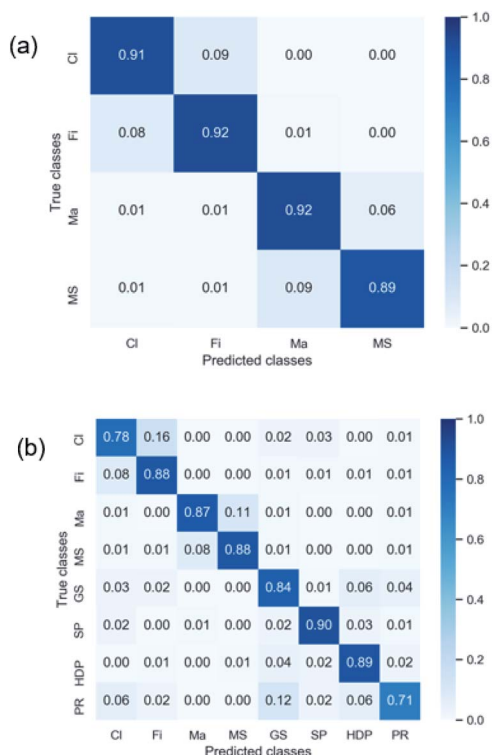 (a)
Cl 0.91 0.09 0.00 0.00
Fi 0.08 0.92 0.01 0.00
Ma 0.01 0.01 0.92 0.06
MS 0.01 0.01 0.09 0.89
True classes
Cl Fi Ma MS
Predicted classes
1.0
0.8
0.6
0.4
0.2
0.0
(b)
Cl 0.78 0.16 0.00 0.00 0.02 0.03 0.00 0.01
Fi 0.08 0.88 0.00 0.00 0.01 0.01 0.01 0.01
Ma 0.01 0.00 0.87 0.11 0.01 0.00 0.00 0.01
MS 0.01 0.01 0.08 0.88 0.01 0.00 0.00 0.01
GS 0.03 0.02 0.00 0.00 0.84 0.01 0.06 0.04
SP 0.02 0.00 0.01 0.00 0.02 0.90 0.03 0.01
HDP 0.00 0.01 0.00 0.01 0.04 0.02 0.89 0.02
PR 0.06 0.02 0.00 0.00 0.12 0.02 0.06 0.71
True classes
Cl Fi Ma MS GS SP HDP PR
Predicted classes
1.0
0.8
0.6
0.4
0.2
0.0